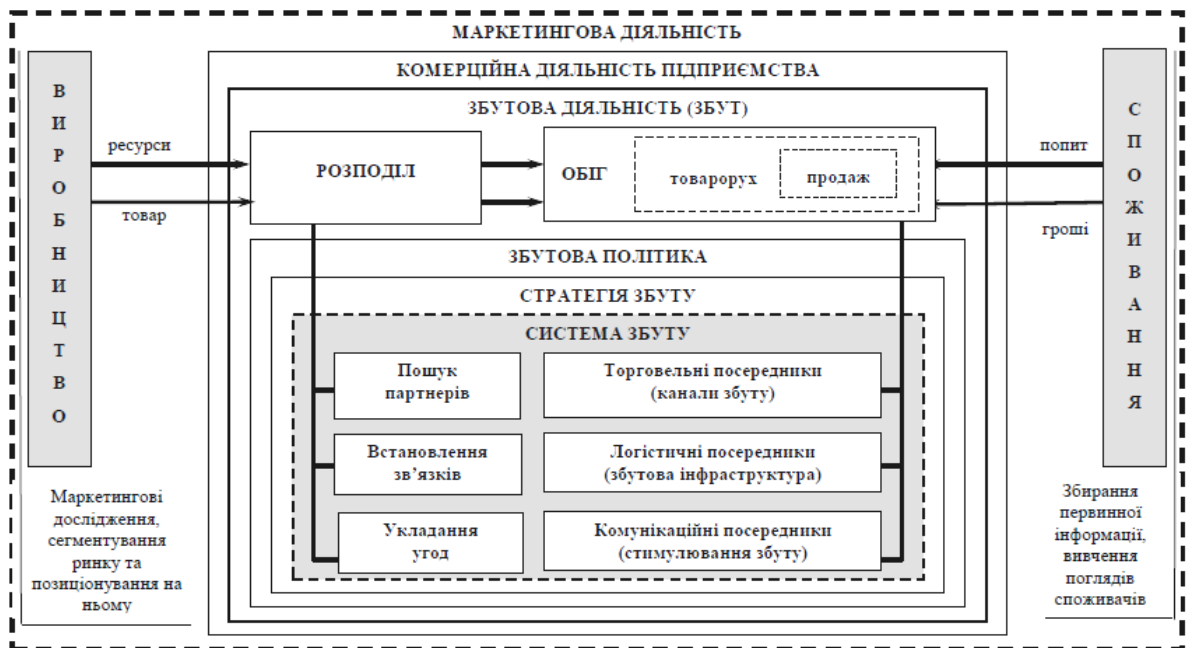 МАРКЕТИНГОВА ДІЯЛЬНІСТЬ
КОМЕРЦІЙНА ДІЯЛЬНІСТЬ ПІДПРИЄМСТВА
ЗБУТОВА ДІЯЛЬНІСТЬ (ЗБУТ)
В
И
Р
О
Б
Н
И
Ц
Т
В
О
ресурси
товар
РОЗПОДІЛ
ОБІГ
товарорух
продаж
попит
гроші
С
П
О
Ж
И
В
А
Н
Н
Я
ЗБУТОВА ПОЛІТИКА
СТРАТЕГІЯ ЗБУТУ
СИСТЕМА ЗБУТУ
Пошук
партнерів
Торговельні посередники
(канали збуту)
Встановлення
зв’язків
Логістичні посередники
(збутова інфраструктура)
Укладання
угод
Комунікаційні посередники
(стимулювання збуту)
Маркетингові
дослідження,
сегментування
ринку та
позиціонування на
ньому
Збирання
первинної
інформації,
вивчення
поглядів
споживачів